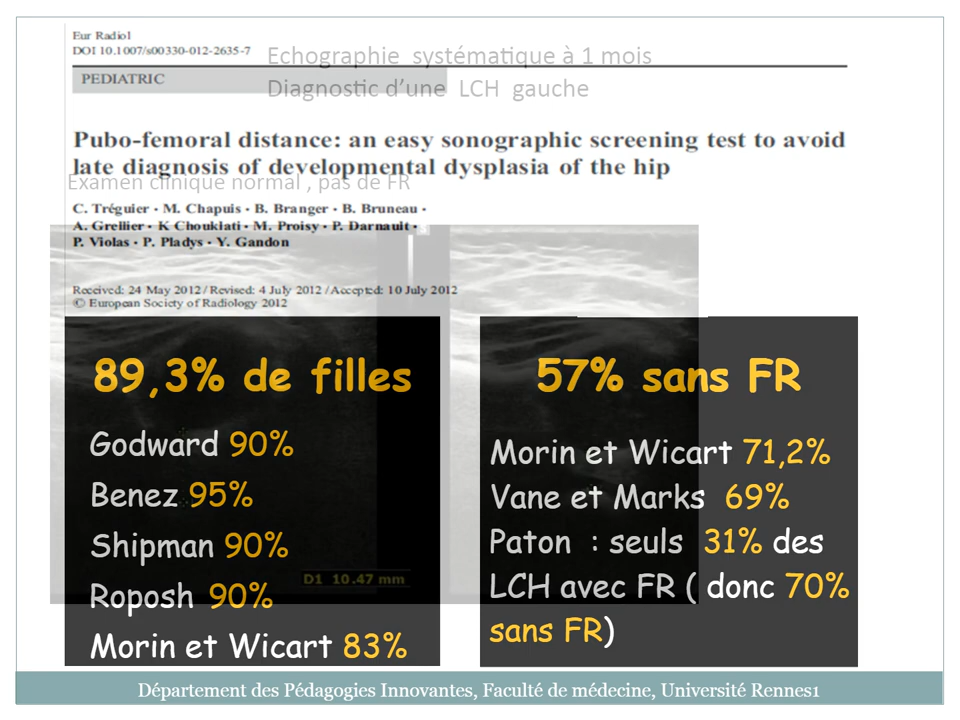 Eur Radiol
DOI 10.1007/s00330-012-2635-7
Echographie systématique à 1 mois
PEDIATRIC
Diagnostic d'une LCH gauche
Pubo-femoral distance: an easy sonographic screening test to avoid
late diagnosis of developmental dysplasia of the hip
Examen clinique normal , pas de FR
C. Tréguier · M. Chapuis · B. Branger · B. Bruneau ·
A. Grellier · K Chouklati · M. Proisy · P. Darnault ·
P. Violas · P. Pladys · Y. Gandon
Received: 24 May 2012 / Revised: 4 July 2012 / Accepted: 10 July 2012
© European Society of Radiology 2012
89,3% de filles
Godward 90%
Benez 95%
Shipman 90%
Roposh 90%
Morin et Wicart 83%
D1 10.47 mm
57% sans FR
Morin et Wicart 71,2%
Vane et Marks 69%
Paton : seuls 31% des
LCH avec FR ( donc 70%
sans FR)
Département des Pédagogies Innovantes, Faculté de médecine, Université Rennes1